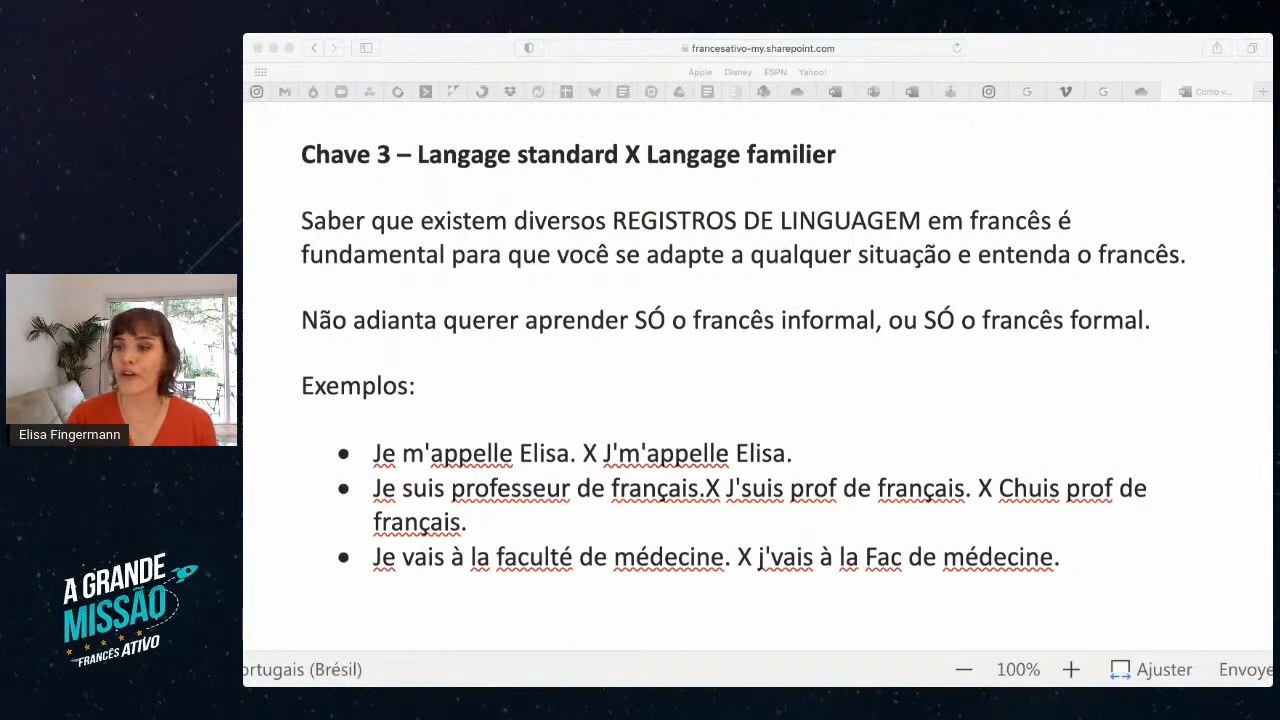 francesativo-my.sharepoint.com
Apple Disney ESPN Yahoo!
Como v...
Chave 3 – Langage standard X Langage familier
Saber que existem diversos REGISTROS DE LINGUAGEM em francês é
fundamental para que você se adapte a qualquer situação e entenda o francês.
Não adianta querer aprender SÓ o francês informal, ou SÓ o francês formal.
Exemplos:
• Je m'appelle Elisa. X J'm'appelle Elisa.
• Je suis professeur de français.X J'suis prof de français. X Chuis prof de
français.
• Je vais à la faculté de médecine. X j'vais à la Fac de médecine.
Elisa Fingermann
A GRANDE
MISSÃO
FRANCÊS ATIVO
ortugais (Brésil) 100% Ajuster Envoye